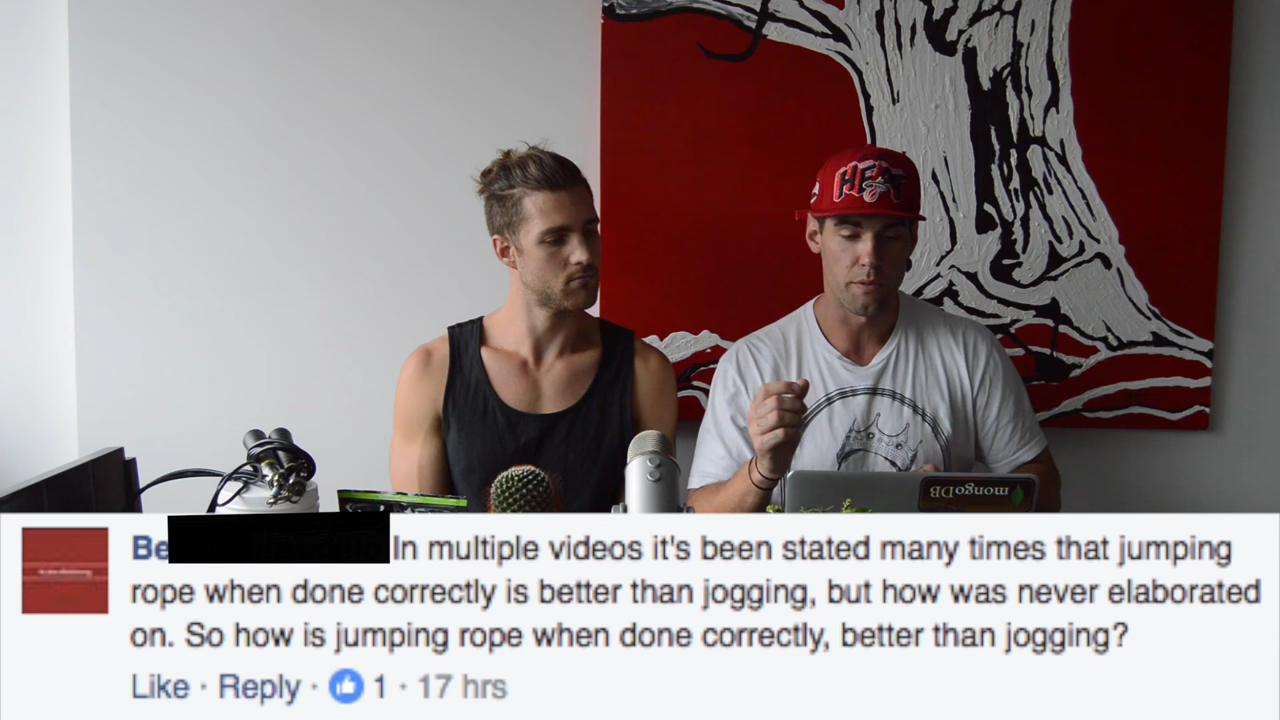 HEAT
mongoDB
Be
In multiple videos it's been stated many times that jumping
rope when done correctly is better than jogging, but how was never elaborated
on. So how is jumping rope when done correctly, better than jogging?
Like · Reply · 1 · 17 hrs